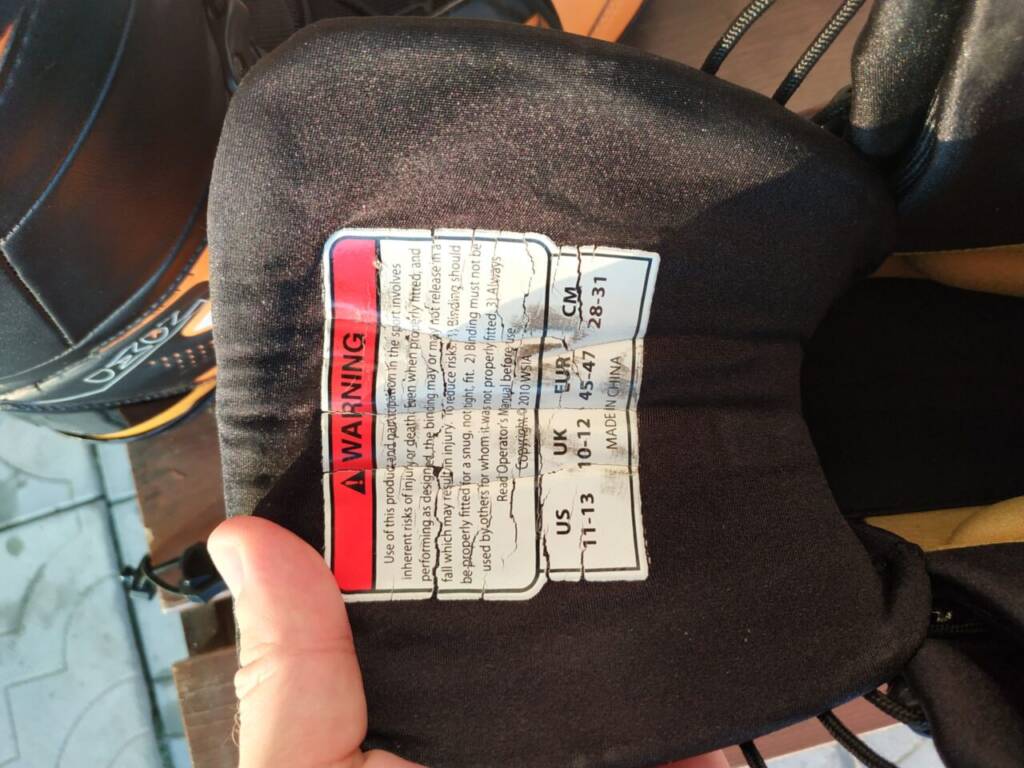 ⚠ WARNING
Use of this product and participation in the sport involves
inherent risks of injury or death. Even when properly fitted, and
performing as designed, the binding may or may not release in a
fall which may result in injury. To reduce risks: 1) Binding should
be properly fitted for a snug, not tight, fit. 2) Binding must not be
used by others for whom it was not properly fitted. 3) Always
Read Operator's Manual before use.
Copyright © 2010 WSIA
US UK EUR CM
11-13 10-12 45-47 28-31
MADE IN CHINA